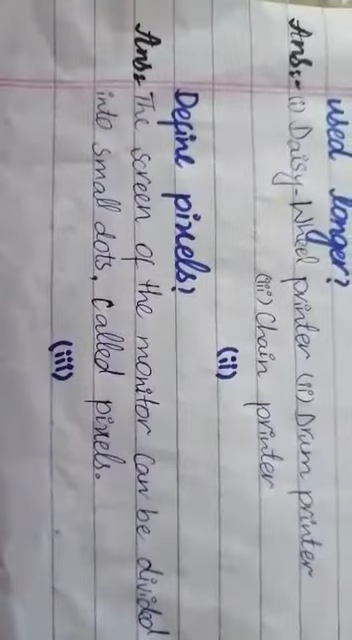 used longer?
Ans:- (i) Daisy-Wheel printer (ii) Drum printer
(iii) Chain printer
(ii)
Define pixels?
Ans: The screen of the monitor can be divided
into small dots, Called pixels.
(iii)